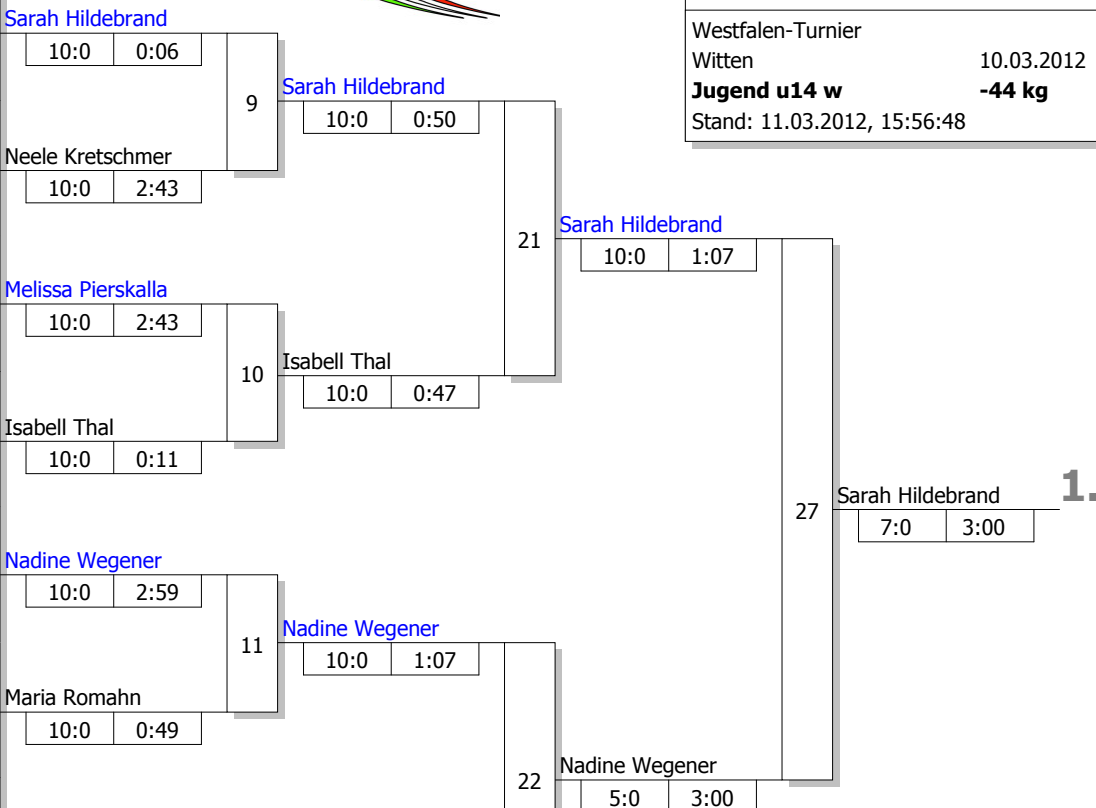 Westfalen-Turnier
Witten 10.03.2012
Jugend u14 w -44 kg
Stand: 11.03.2012, 15:56:48
Sarah Hildebrand
10:0 0:06
9
Neele Kretschmer
10:0 2:43
Melissa Pierskalla
10:0 2:43
10
Isabell Thal
10:0 0:11
Nadine Wegener
10:0 2:59
11
Maria Romahn
10:0 0:49
Sarah Hildebrand
10:0 0:50
21
Isabell Thal
10:0 0:47
Nadine Wegener
10:0 1:07
22
Sarah Hildebrand
10:0 1:07
27
Nadine Wegener
5:0 3:00
Sarah Hildebrand 1.
7:0 3:00